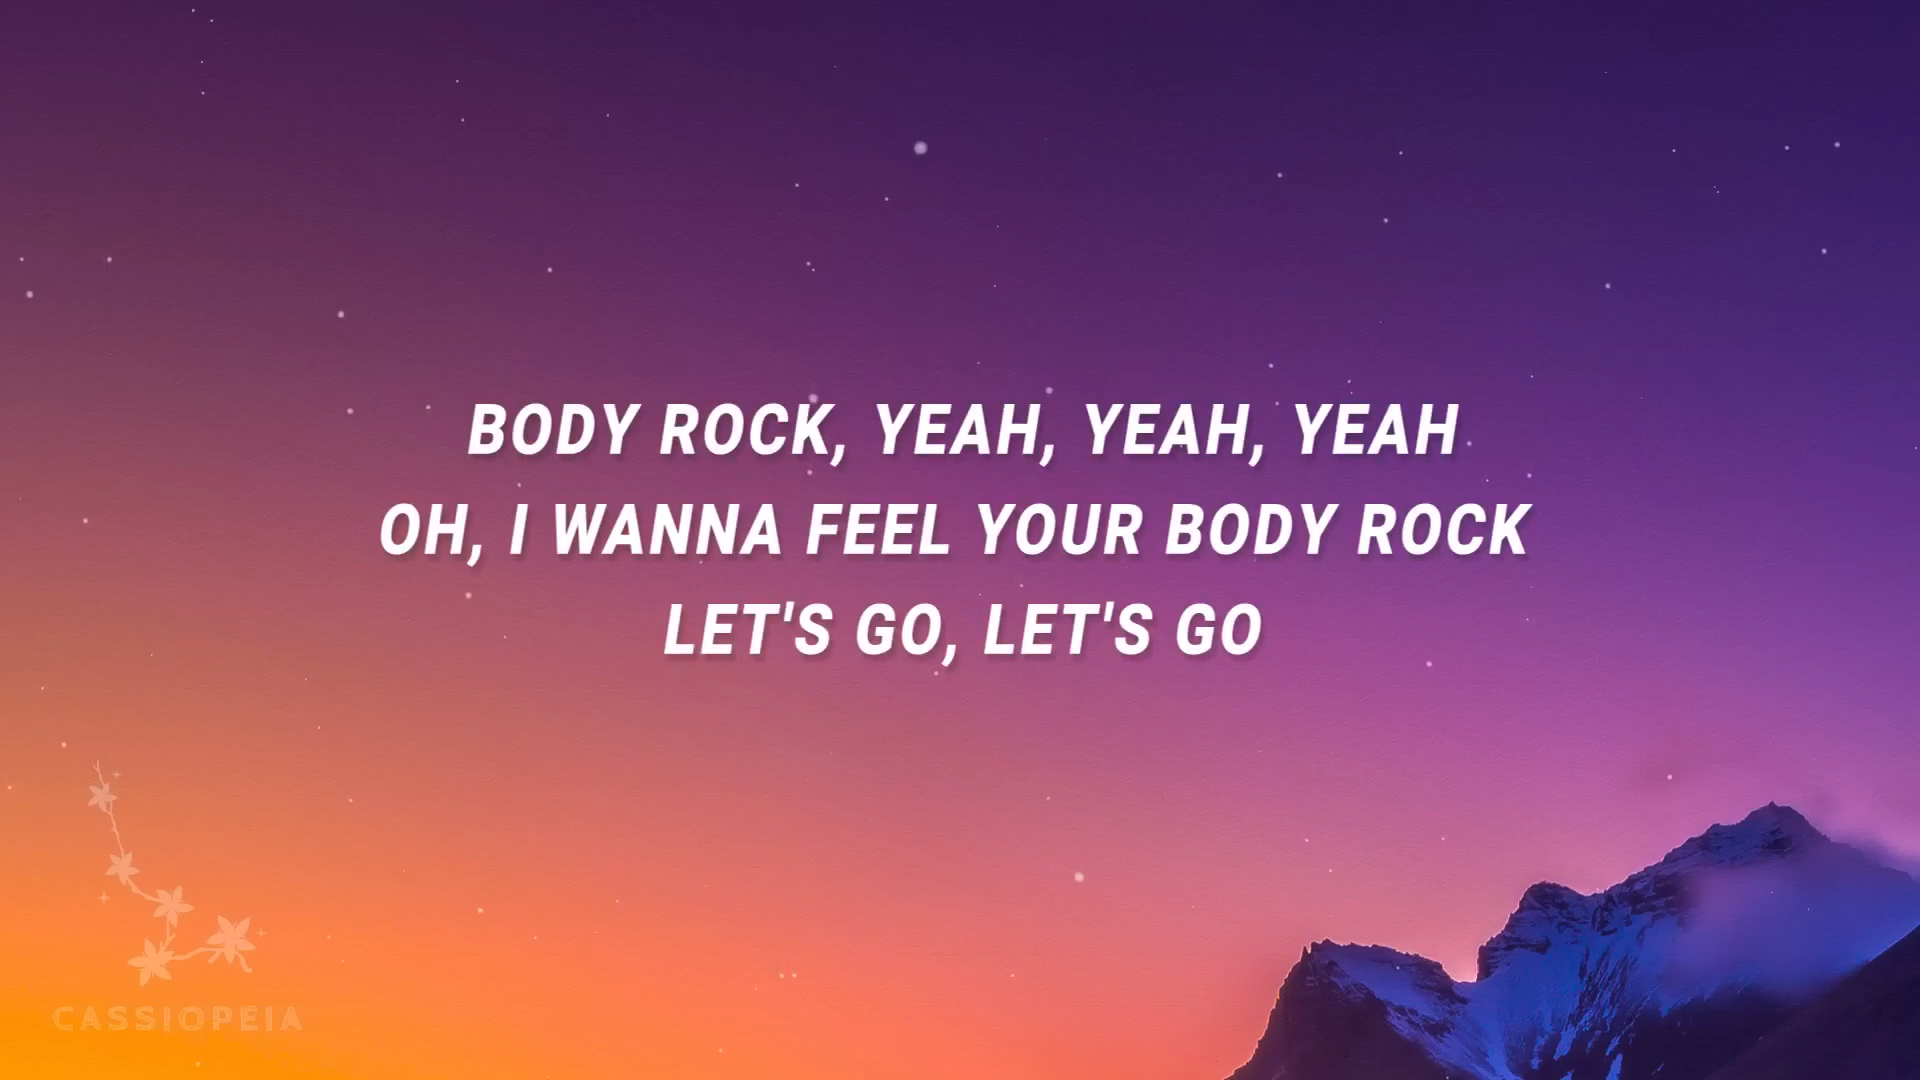 BODY ROCK, YEAH, YEAH, YEAH
OH, I WANNA FEEL YOUR BODY ROCK
LET'S GO, LET'S GO
CASSIOPEIA